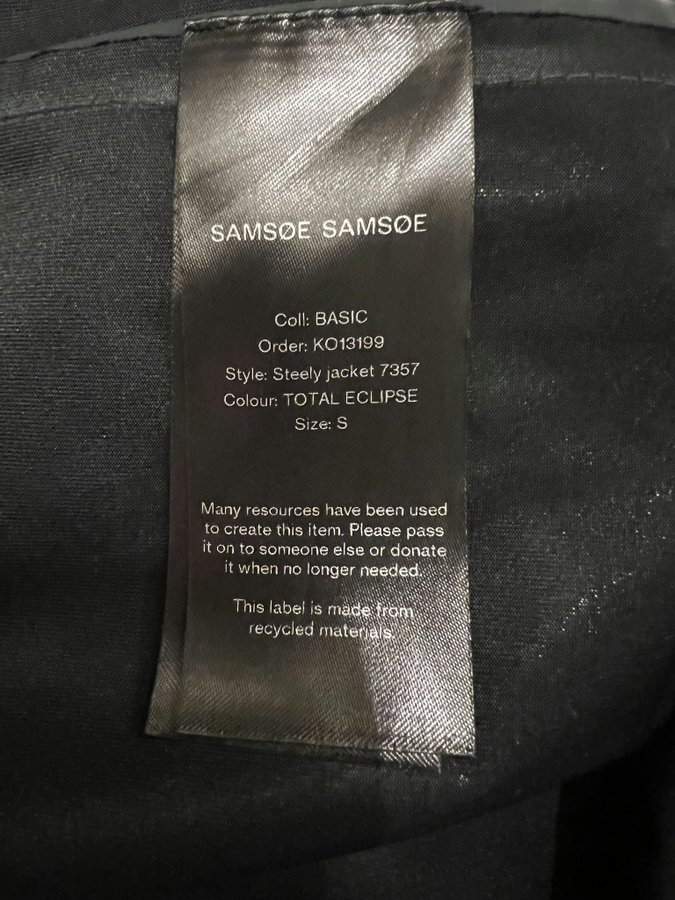 SAMSØE SAMSØE
Coll: BASIC
Order: KO13199
Style: Steely jacket 7357
Colour: TOTAL ECLIPSE
Size: S
Many resources have been used
to create this item. Please pass
it on to someone else or donate
it when no longer needed.
This label is made from
recycled materials.